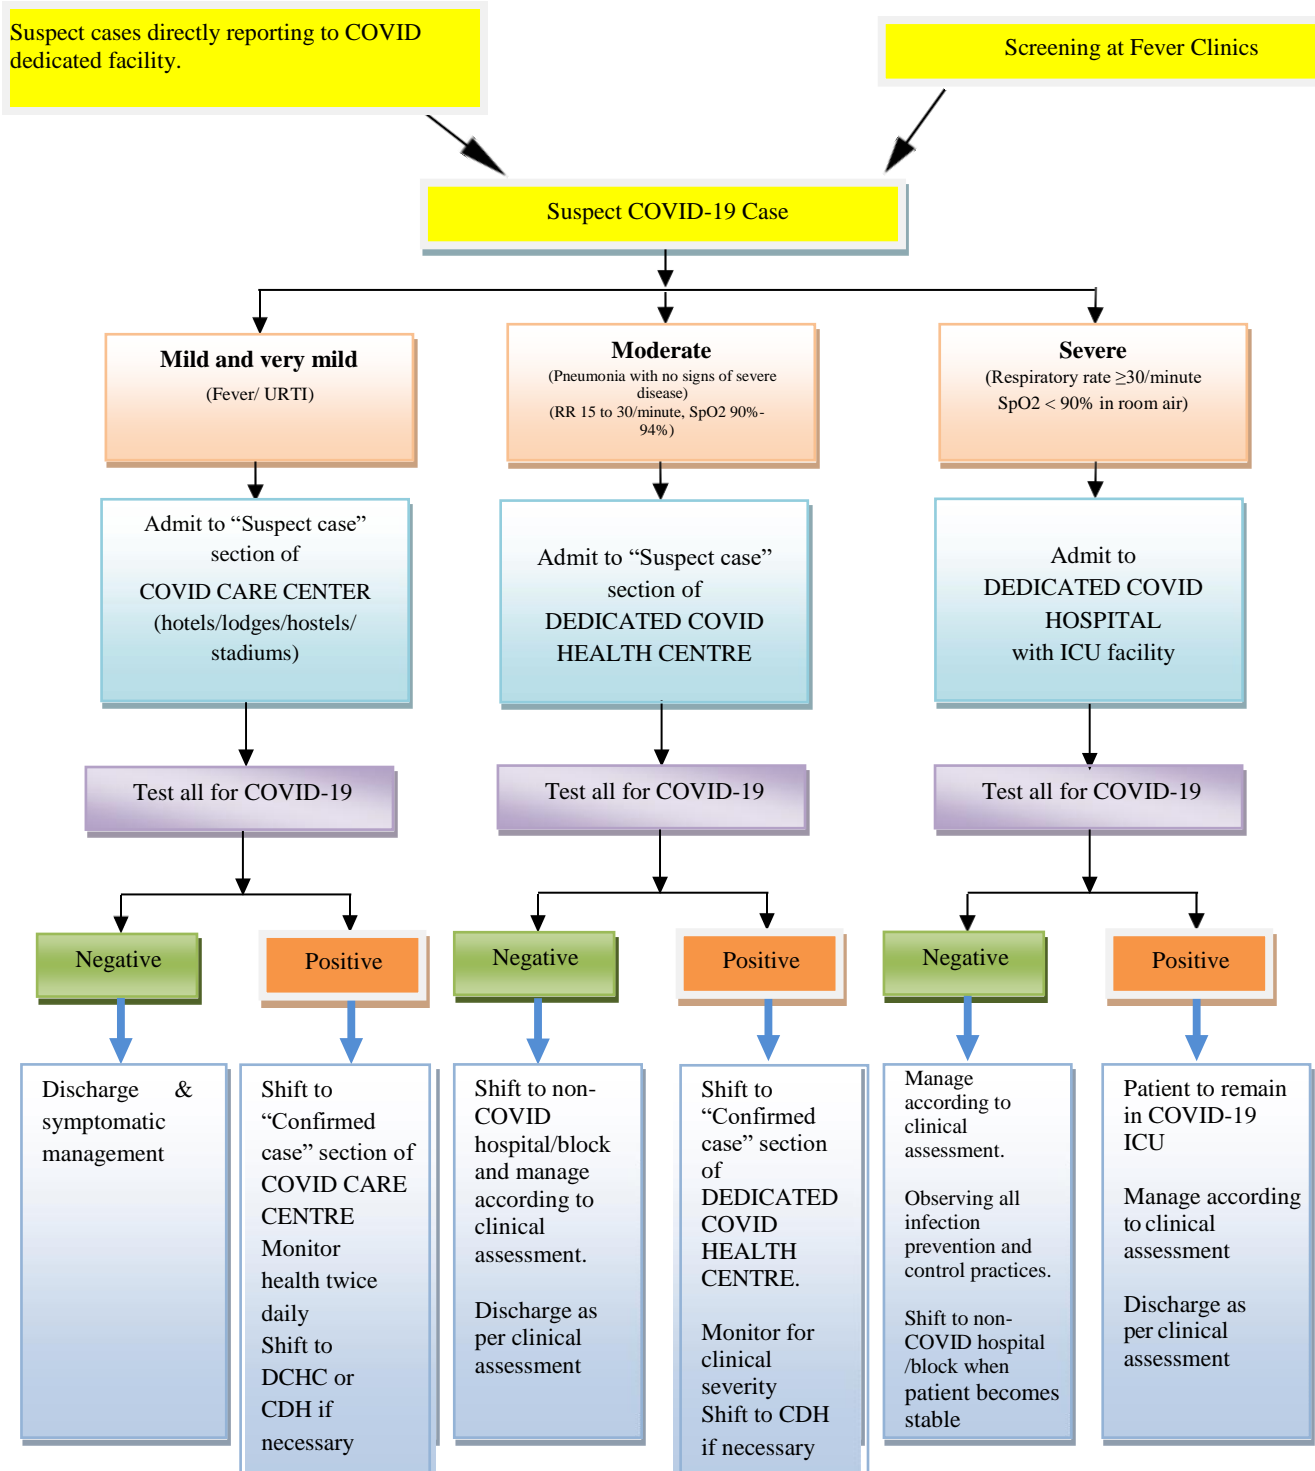 Suspect cases directly reporting to COVID
dedicated facility.
Screening at Fever Clinics
Suspect COVID-19 Case
Mild and very mild
(Fever/ URTI)
Moderate
(Pneumonia with no signs of severe
disease)
(RR 15 to 30/minute, SpO2 90%-
94%)
Severe
(Respiratory rate ≥30/minute
SpO2 < 90% in room air)
Admit to “Suspect case”
section of
COVID CARE CENTER
(hotels/lodges/hostels/
stadiums)
Admit to “Suspect case”
section of
DEDICATED COVID
HEALTH CENTRE
Admit to
DEDICATED COVID
HOSPITAL
with ICU facility
Test all for COVID-19
Test all for COVID-19
Test all for COVID-19
Negative
Positive
Negative
Positive
Negative
Positive
Discharge &
symptomatic
management
Shift to
“Confirmed
case” section of
COVID CARE
CENTRE
Monitor
health twice
daily
Shift to
DCHC or
CDH if
necessary
Shift to non-
COVID
hospital/block
and manage
according to
clinical
assessment.
Discharge as
per clinical
assessment
Shift to
“Confirmed
case” section
of
DEDICATED
COVID
HEALTH
CENTRE.
Monitor for
clinical
severity
Shift to CDH
if necessary
Manage
according to
clinical
assessment.
Observing all
infection
prevention and
control practices.
Shift to non-
COVID hospital
/block when
patient becomes
stable
Patient to remain
in COVID-19
ICU
Manage according
to clinical
assessment
Discharge as
per clinical
assessment